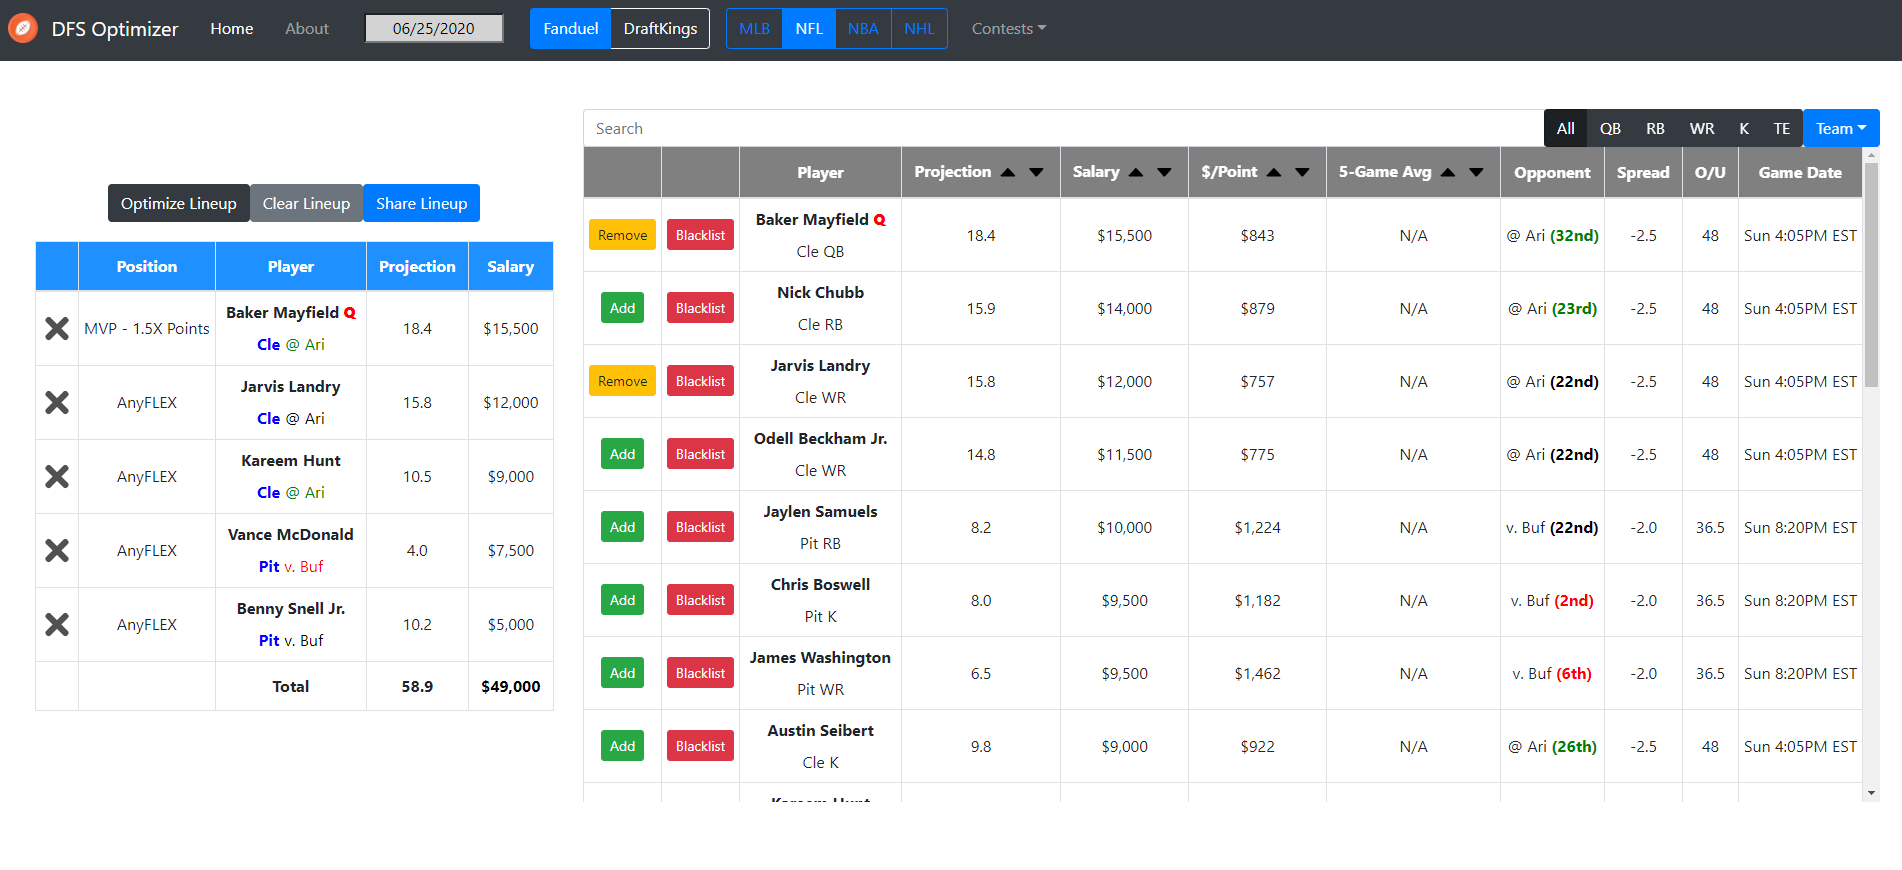 DFS Optimizer Home About 06/25/2020 Fanduel DraftKings MLB NFL NBA NHL Contests
Search All QB RB WR K TE Team
Optimize Lineup Clear Lineup Share Lineup
Position Player Projection Salary
MVP - 1.5X Points Baker Mayfield Q 18.4 $15,500
Cle @ Ari
AnyFLEX Jarvis Landry 15.8 $12,000
Cle @ Ari
AnyFLEX Kareem Hunt 10.5 $9,000
Cle @ Ari
AnyFLEX Vance McDonald 4.0 $7,500
Pit v. Buf
AnyFLEX Benny Snell Jr. 10.2 $5,000
Pit v. Buf
Total 58.9 $49,000
Player Projection Salary $/Point 5-Game Avg Opponent Spread O/U Game Date
Remove Blacklist Baker Mayfield Q 18.4 $15,500 $843 N/A @ Ari (32nd) -2.5 48 Sun 4:05PM EST
Cle QB
Add Blacklist Nick Chubb 15.9 $14,000 $879 N/A @ Ari (23rd) -2.5 48 Sun 4:05PM EST
Cle RB
Remove Blacklist Jarvis Landry 15.8 $12,000 $757 N/A @ Ari (22nd) -2.5 48 Sun 4:05PM EST
Cle WR
Add Blacklist Odell Beckham Jr. 14.8 $11,500 $775 N/A @ Ari (22nd) -2.5 48 Sun 4:05PM EST
Cle WR
Add Blacklist Jaylen Samuels 8.2 $10,000 $1,224 N/A v. Buf (22nd) -2.0 36.5 Sun 8:20PM EST
Pit RB
Add Blacklist Chris Boswell 8.0 $9,500 $1,182 N/A v. Buf (2nd) -2.0 36.5 Sun 8:20PM EST
Pit K
Add Blacklist James Washington 6.5 $9,500 $1,462 N/A v. Buf (6th) -2.0 36.5 Sun 8:20PM EST
Pit WR
Add Blacklist Austin Seibert 9.8 $9,000 $922 N/A @ Ari (26th) -2.5 48 Sun 4:05PM EST
Cle K